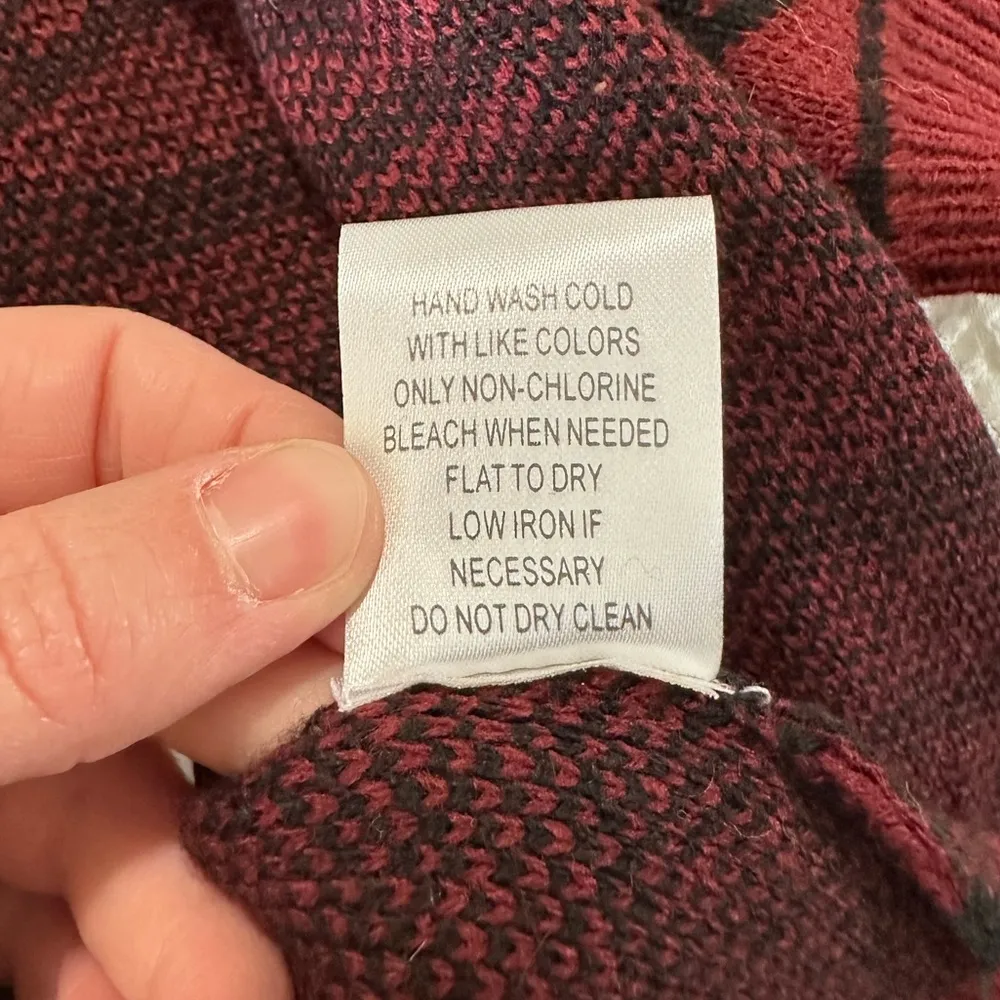 HAND WASH COLD
WITH LIKE COLORS
ONLY NON-CHLORINE
BLEACH WHEN NEEDED
FLAT TO DRY
LOW IRON IF
NECESSARY
DO NOT DRY CLEAN